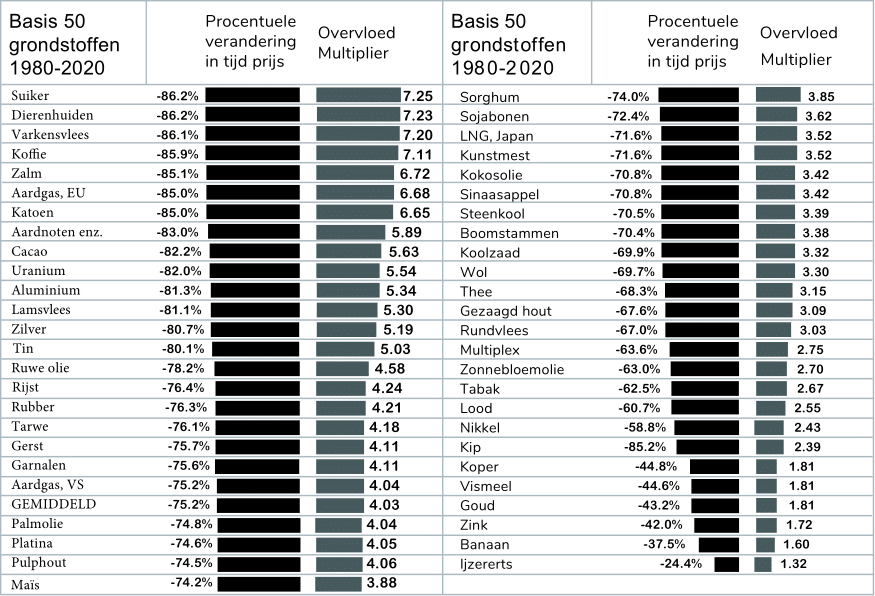 Basis 50
grondstoffen
1980-2020
Procentuele
verandering
in tijd prijs
Overvloed
Multiplier
Suiker -86.2% 7.25
Dierenhuiden -86.2% 7.23
Varkensvlees -86.1% 7.20
Koffie -85.9% 7.11
Zalm -85.1% 6.72
Aardgas, EU -85.0% 6.68
Katoen -85.0% 6.65
Aardnoten enz. -83.0% 5.89
Cacao -82.2% 5.63
Uranium -82.0% 5.54
Aluminium -81.3% 5.34
Lamsvlees -81.1% 5.30
Zilver -80.7% 5.19
Tin -80.1% 5.03
Ruwe olie -78.2% 4.58
Rijst -76.4% 4.24
Rubber -76.3% 4.21
Tarwe -76.1% 4.18
Gerst -75.7% 4.11
Garnalen -75.6% 4.11
Aardgas, VS -75.2% 4.04
GEMIDDELD -75.2% 4.03
Palmolie -74.8% 4.04
Platina -74.6% 4.05
Pulphout -74.5% 4.06
Maïs -74.2% 3.88
Basis 50
grondstoffen
1980-2020
Procentuele
verandering
in tijd prijs
Overvloed
Multiplier
Sorghum -74.0% 3.85
Sojabonen -72.4% 3.62
LNG, Japan -71.6% 3.52
Kunstmest -71.6% 3.52
Kokosolie -70.8% 3.42
Sinaasappel -70.8% 3.42
Steenkool -70.5% 3.39
Boomstammen -70.4% 3.38
Koolzaad -69.9% 3.32
Wol -69.7% 3.30
Thee -68.3% 3.15
Gezaagd hout -67.6% 3.09
Rundvlees -67.0% 3.03
Multiplex -63.6% 2.75
Zonnebloemolie -63.0% 2.70
Tabak -62.5% 2.67
Lood -60.7% 2.55
Nikkel -58.8% 2.43
Kip -85.2% 2.39
Koper -44.8% 1.81
Vismeel -44.6% 1.81
Goud -43.2% 1.81
Zink -42.0% 1.72
Banaan -37.5% 1.60
Ijzererts -24.4% 1.32